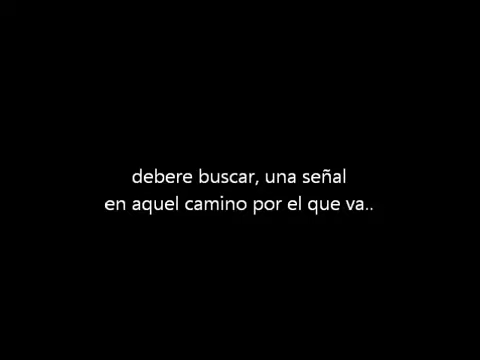 debere buscar, una señal
en aquel camino por el que va..